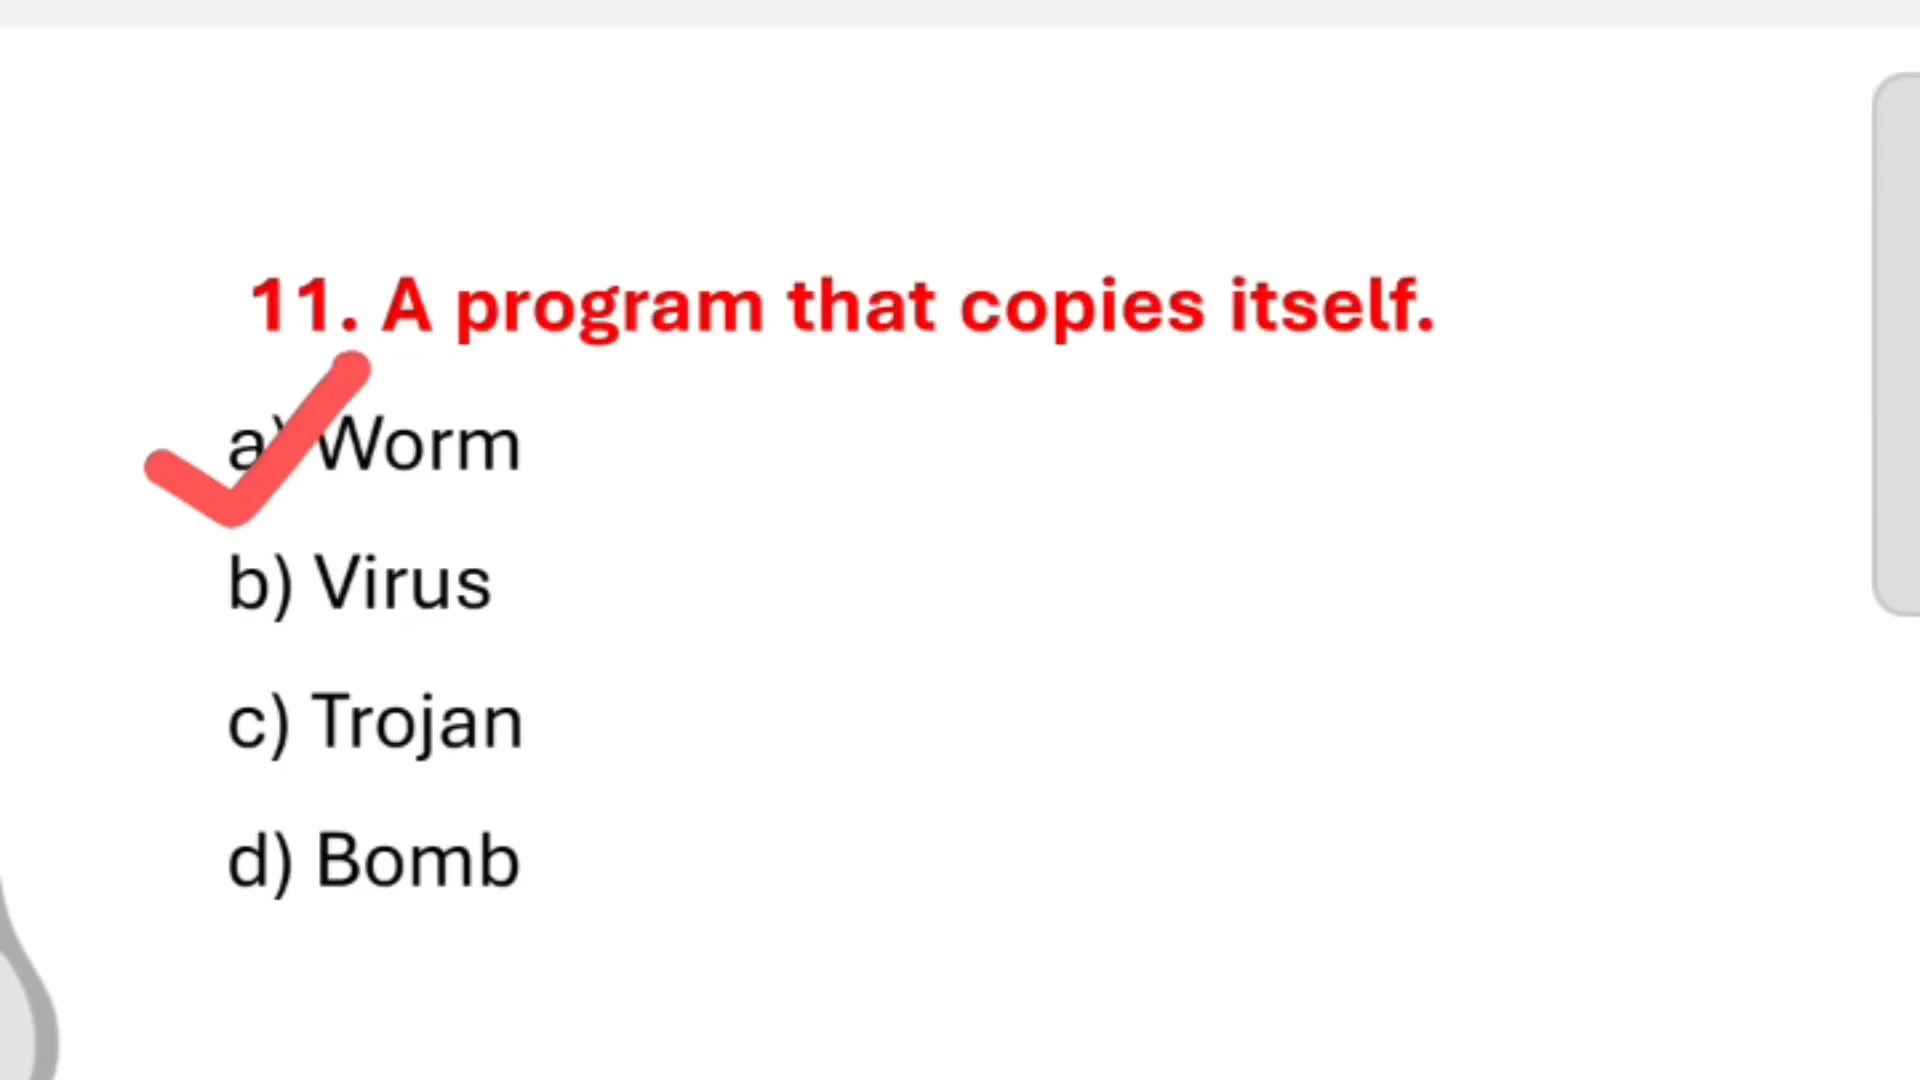 11. A program that copies itself.
a) Worm
b) Virus
c) Trojan
d) Bomb